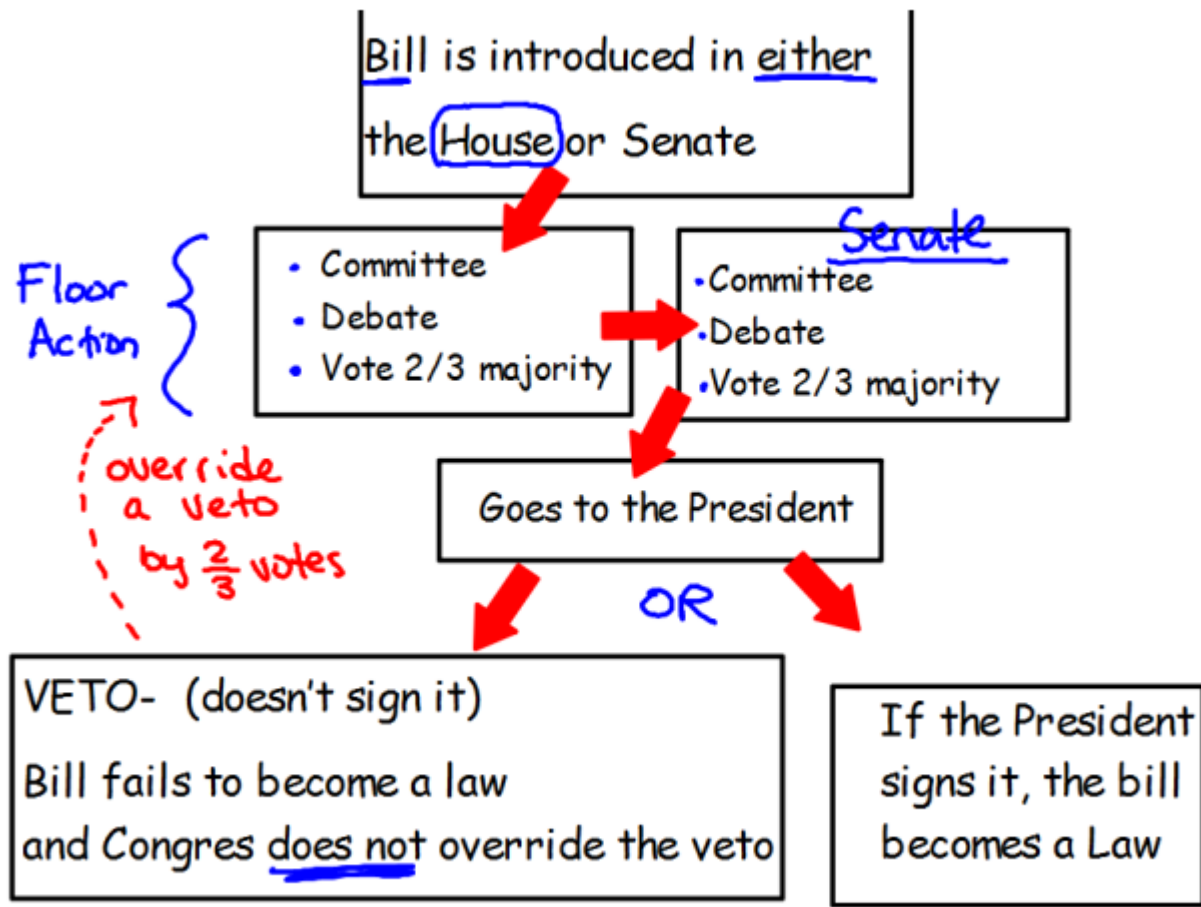 Bill is introduced in either
the House or Senate
Floor
Action
• Committee
• Debate
• Vote 2/3 majority
Senate
• Committee
• Debate
• Vote 2/3 majority
override
a veto
by 2/3 votes
Goes to the President
OR
VETO- (doesn't sign it)
Bill fails to become a law
and Congres does not override the veto
If the President
signs it, the bill
becomes a Law